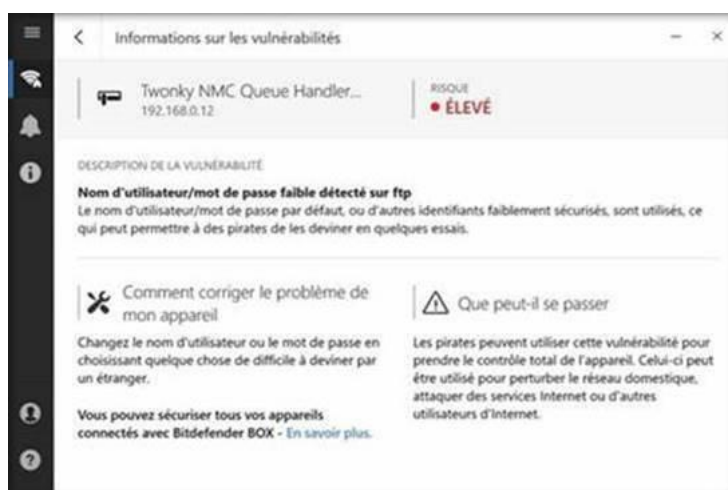 Informations sur les vulnérabilités
Twonky NMC Queue Handler...
192.168.0.12
RISQUE
ÉLEVÉ
DESCRIPTION DE LA VULNÉRABILITÉ
Nom d'utilisateur/mot de passe faible détecté sur ftp
Le nom d'utilisateur/mot de passe par défaut, ou d'autres identifiants faiblement sécurisés, sont utilisés, ce
qui peut permettre à des pirates de les deviner en quelques essais.
Comment corriger le problème de
mon appareil
Changez le nom d'utilisateur ou le mot de passe en
choisissant quelque chose de difficile à deviner par
un étranger.
Vous pouvez sécuriser tous vos appareils
connectés avec Bitdefender BOX - En savoir plus.
Que peut-il se passer
Les pirates peuvent utiliser cette vulnérabilité pour
prendre le contrôle total de l'appareil. Celui-ci peut
être utilisé pour perturber le réseau domestique,
attaquer des services Internet ou d'autres
utilisateurs d'Internet.